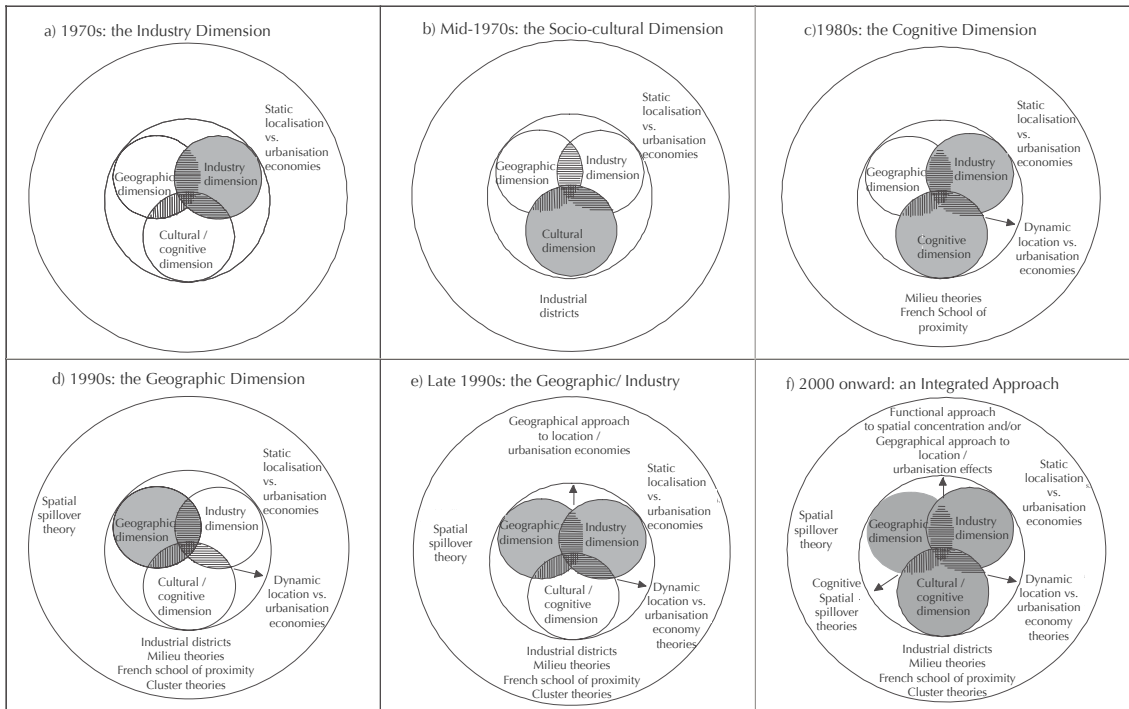 a) 1970s: the Industry Dimension
Static
localisation
vs.
urbanisation
economies
Geographic
dimension
Industry
dimension
Cultural /
cognitive
dimension
b) Mid-1970s: the Socio-cultural Dimension
Static
localisation
vs.
urbanisation
economies
Geographic
dimension
Industry
dimension
Cultural
dimension
Industrial
districts
c)1980s: the Cognitive Dimension
Static
localisation
vs.
urbanisation
economies
Geographic
dimension
Industry
dimension
Cognitive
dimension
Dynamic
location vs.
urbanisation
economies
Milieu theories
French School of
proximity
d) 1990s: the Geographic Dimension
Static
localisation
vs.
urbanisation
economies
Spatial
spillover
theory
Geographic
dimension
Industry
dimension
Cultural /
cognitive
dimension
Dynamic
location vs.
urbanisation
economies
Industrial districts
Milieu theories
French school of proximity
Cluster theories
e) Late 1990s: the Geographic/ Industry
Geographical approach
to location /
urbanisation economies
Static
localisation
vs.
urbanisation
economies
Spatial
spillover
theory
Geographic
dimension
Industry
dimension
Cultural /
cognitive
dimension
Dynamic
location vs.
urbanisation
economy
theories
Industrial districts
Milieu theories
French school of proximity
Cluster theories
f) 2000 onward: an Integrated Approach
Functional approach
to spatial concentration and/or
Gepgraphical approach to
location /
urbanisation effects
Static
localisation
vs.
urbanisation
economies
Spatial
spillover
theory
Geographic
dimension
Industry
dimension
Cultural /
cognitive
dimension
Cognitive
Spatial
spillover
theories
Dynamic
location vs.
urbanisation
economy theories
Industrial districts
Milieu theories
French school of proximity
Cluster theories